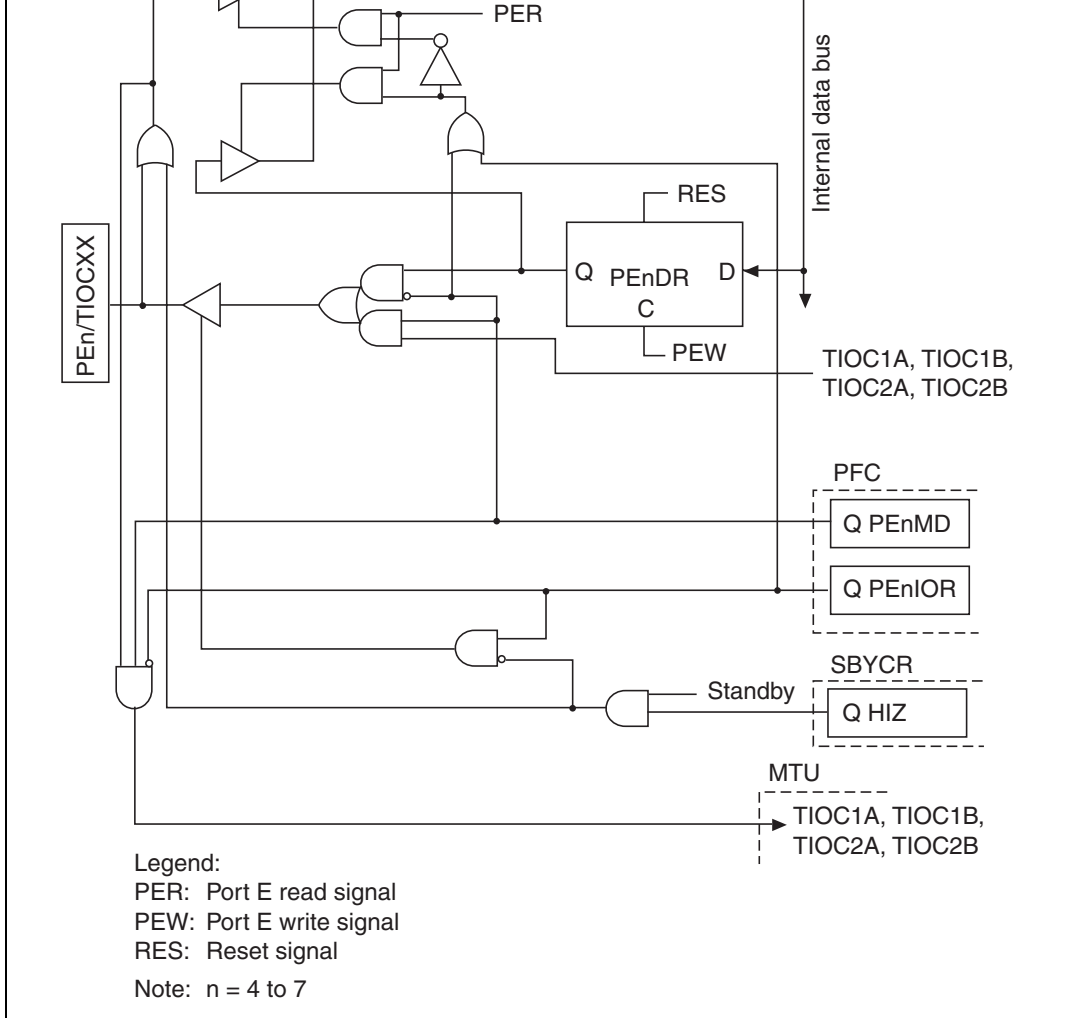 PER
Internal data bus
RES
PEn/TIOCXX
Q PEnDR D
C
PEW
TIOC1A, TIOC1B,
TIOC2A, TIOC2B
PFC
Q PEnMD
Q PEnIOR
SBYCR
Standby
Q HIZ
MTU
TIOC1A, TIOC1B,
TIOC2A, TIOC2B
Legend:
PER: Port E read signal
PEW: Port E write signal
RES: Reset signal
Note: n = 4 to 7